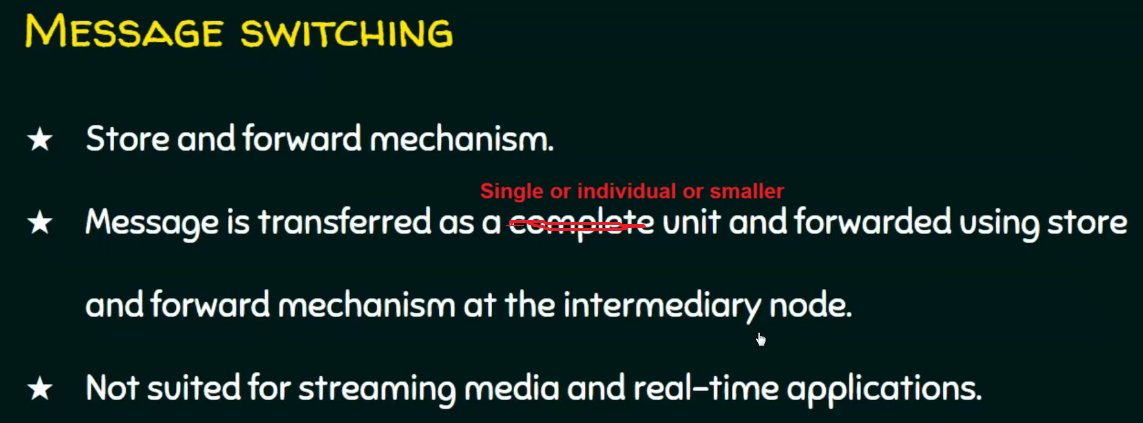 MESSAGE SWITCHING
★ Store and forward mechanism.
Single or individual or smaller
★ Message is transferred as a complete unit and forwarded using store
and forward mechanism at the intermediary node.
★ Not suited for streaming media and real-time applications.